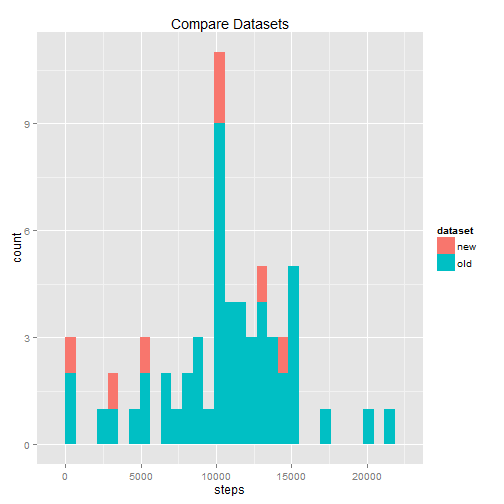 Compare Datasets
9
6
3
0
count
0 5000 10000 15000 20000
steps
dataset
new
old